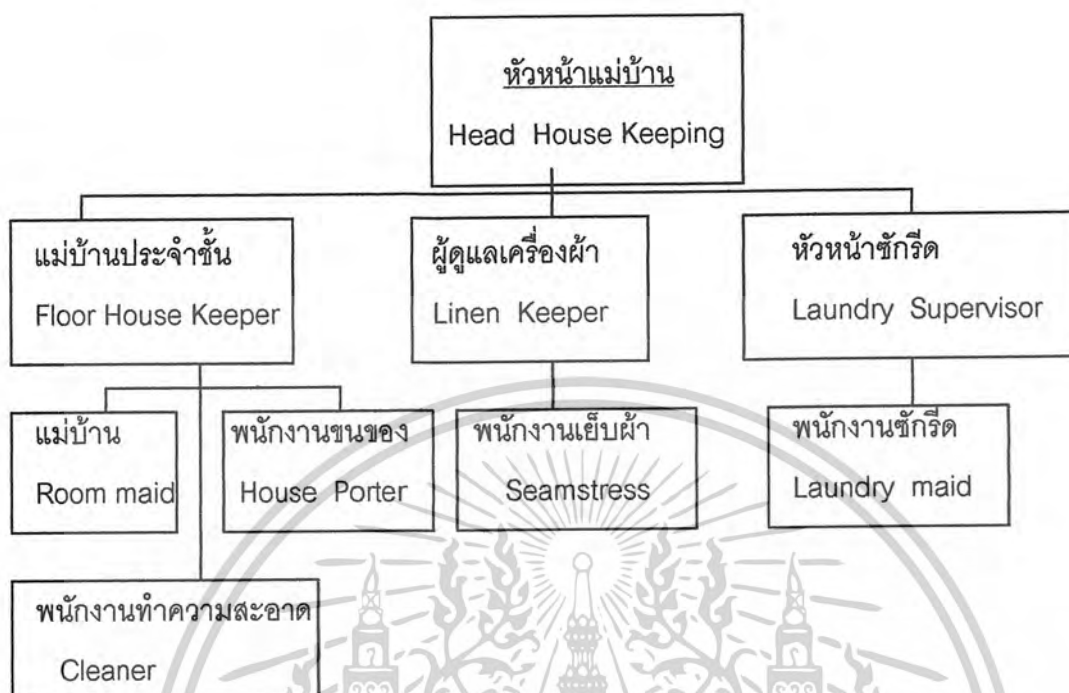 หัวหน้าแม่บ้าน
Head House Keeping
แม่บ้านประจำชั้น
Floor House Keeper
ผู้ดูแลเครื่องผ้า
Linen Keeper
หัวหน้าซักรีด
Laundry Supervisor
แม่บ้าน
Room maid
พนักงานขนของ
House Porter
พนักงานเย็บผ้า
Seamstress
พนักงานซักรีด
Laundry maid
พนักงานทำความสะอาด
Cleaner